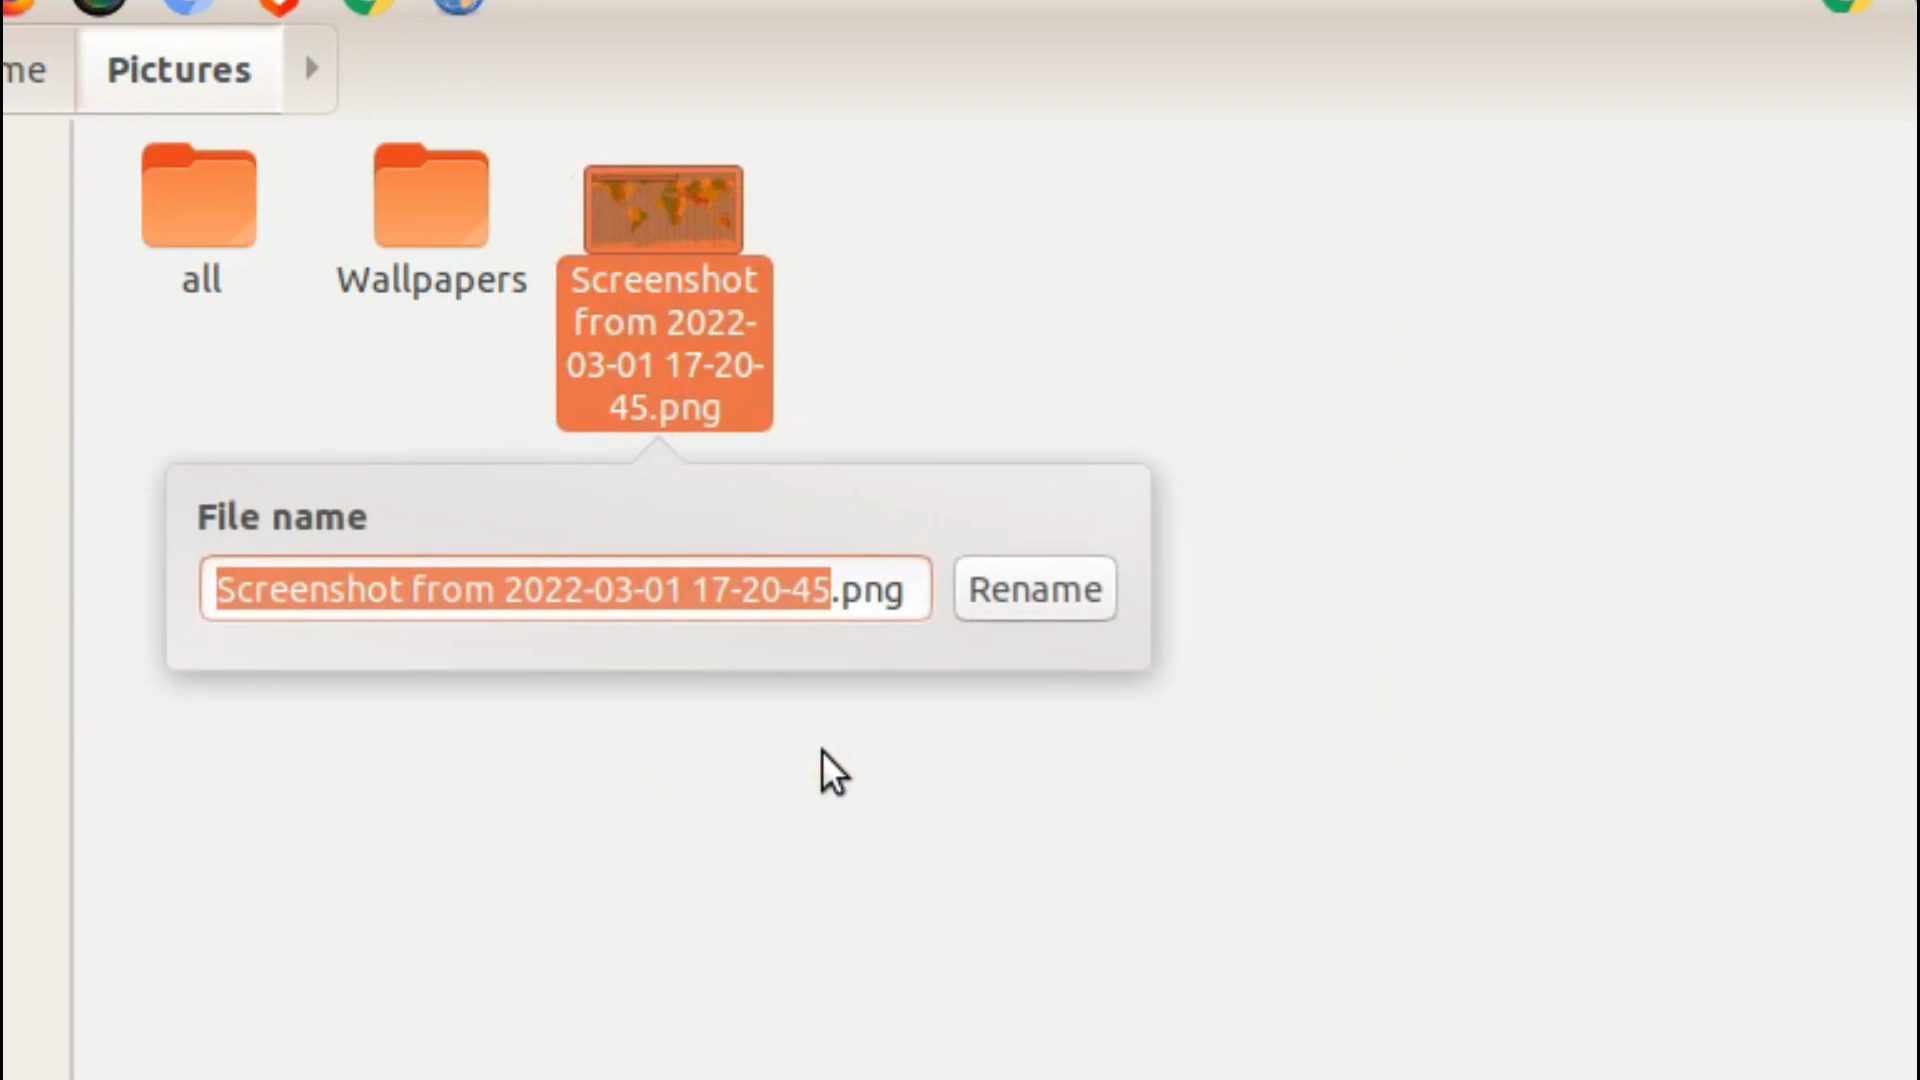 me
Pictures
all
Wallpapers
Screenshot
from 2022-
03-01 17-20-
45.png
File name
Screenshot from 2022-03-01 17-20-45.png
Rename